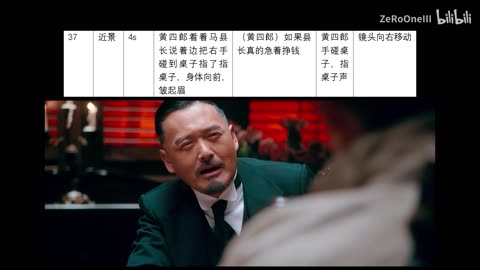 ZeRoOneIII bilibili
37 近景 4s 黄四郎看着马县 （黄四郎）如果县 黄四郎 镜头向右移动
长说着边把右手 长真的急着挣钱 手碰桌
碰到桌子指了指 子，指
桌子，身体向前， 桌子声
皱起眉